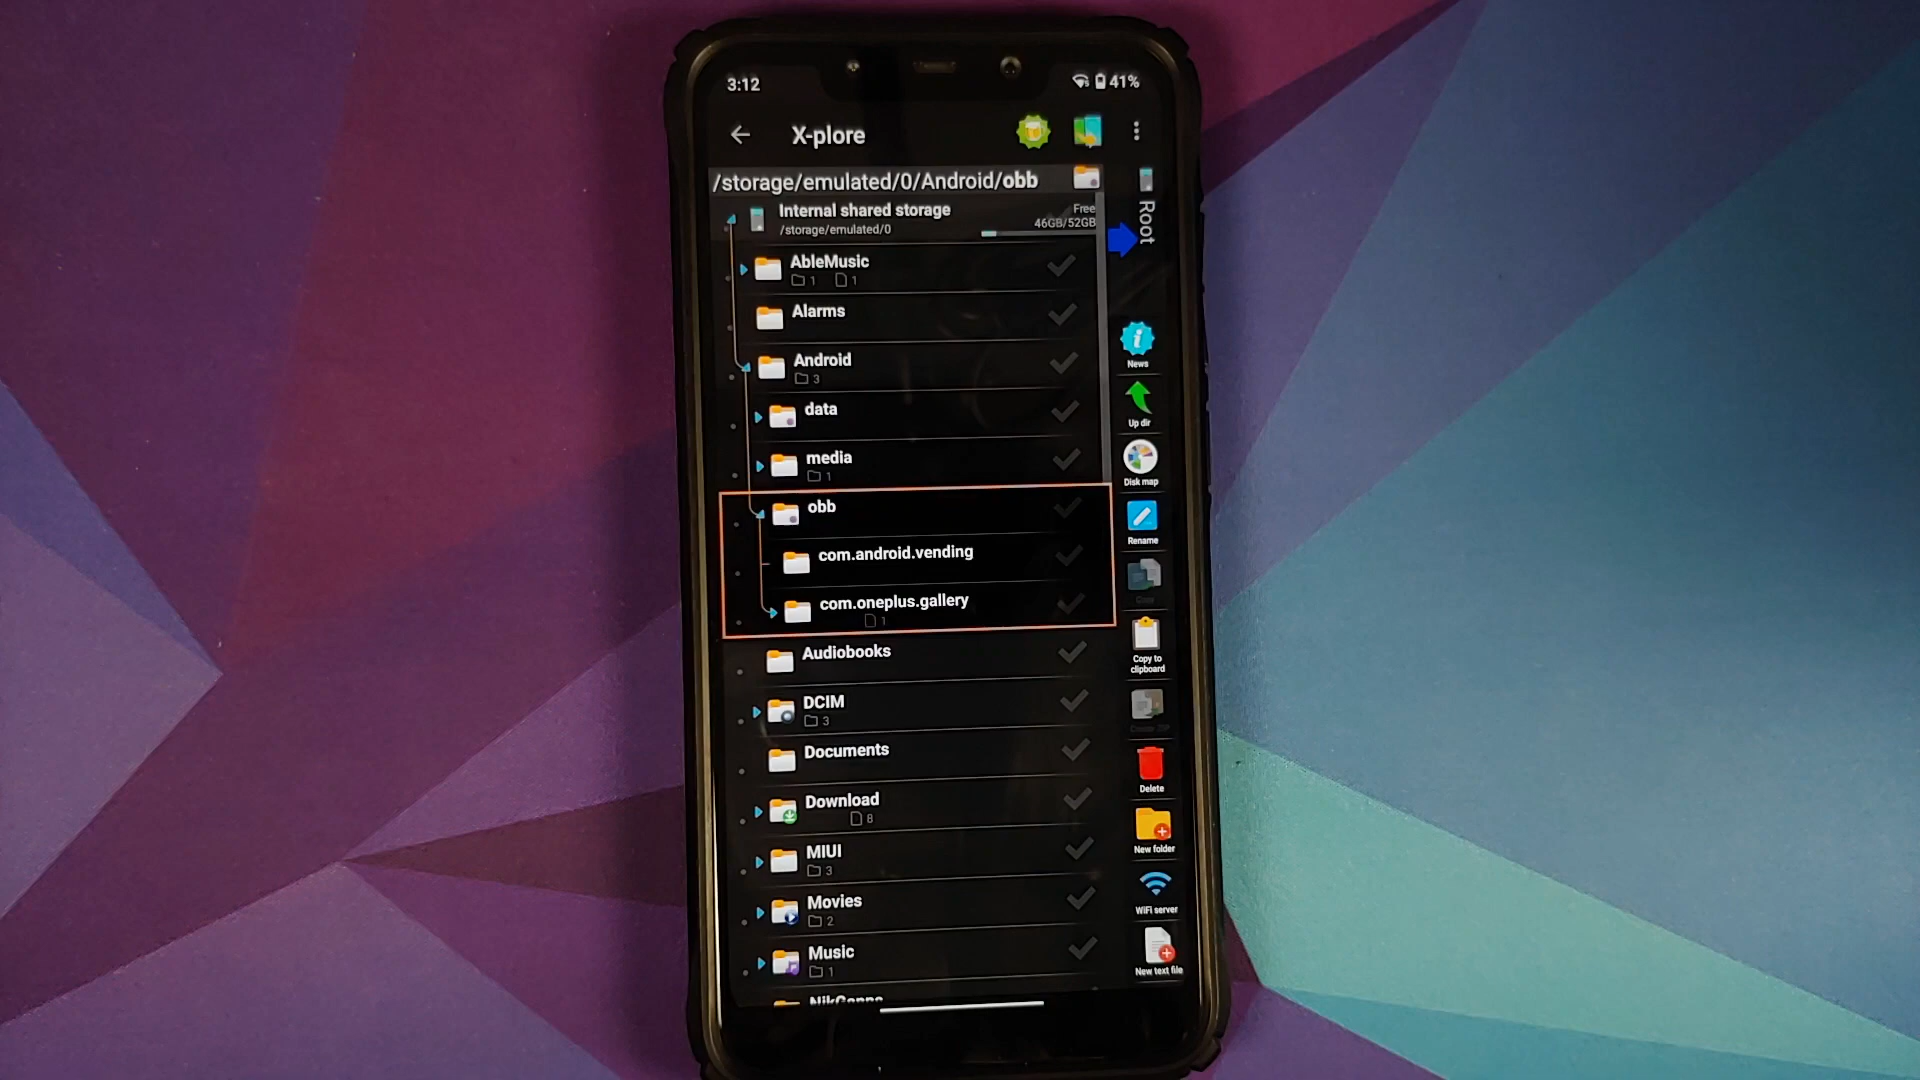 3:12
41%
X-plore
/storage/emulated/0/Android/obb
Internal shared storage
/storage/emulated/0
Free
46GB/52GB
Root
AbleMusic
1 1
Alarms
Android
3
data
media
1
obb
com.android.vending
com.oneplus.gallery
1
Audiobooks
DCIM
3
Documents
Download
8
MIUI
3
Movies
2
Music
1
News
Up dir
Disk map
Rename
Copy
Copy to
clipboard
Create ZIP
Delete
New folder
WiFi server
New text file